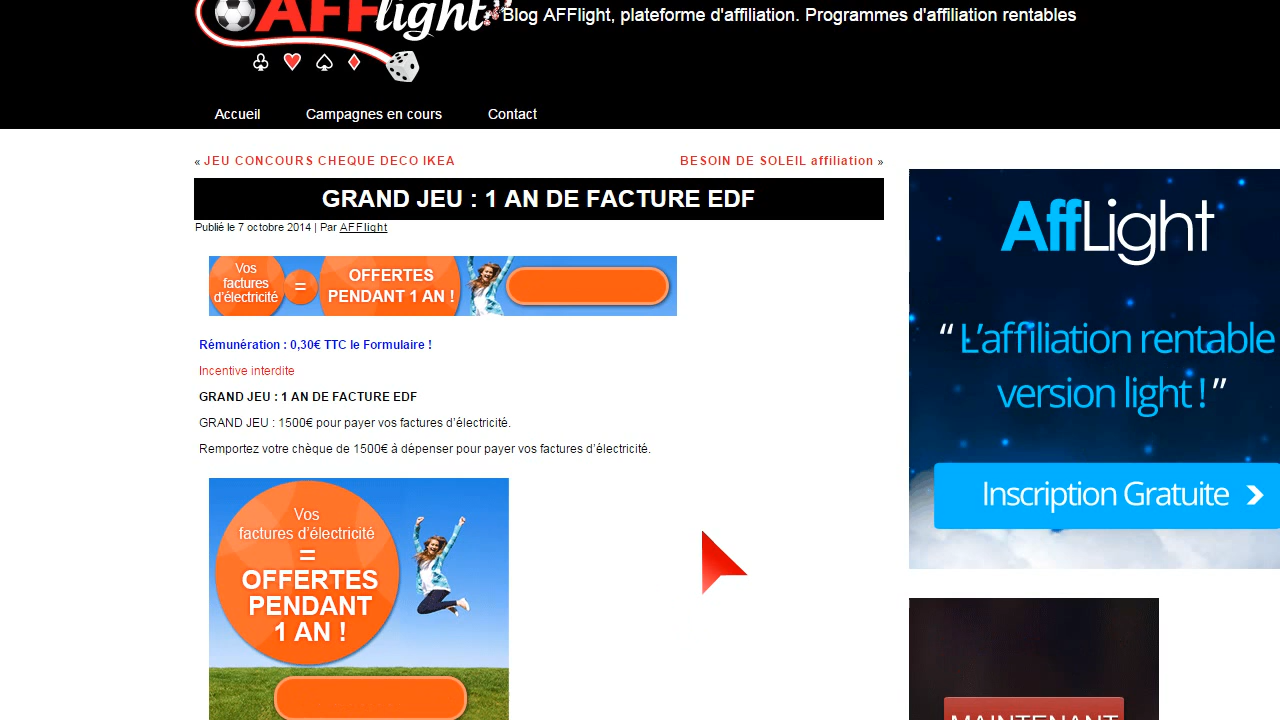 AFFlight
Blog AFFlight, plateforme d'affiliation. Programmes d'affiliation rentables
Accueil
Campagnes en cours
Contact
« JEU CONCOURS CHEQUE DECO IKEA
BESOIN DE SOLEIL affiliation »
GRAND JEU : 1 AN DE FACTURE EDF
Publié le 7 octobre 2014 | Par AFFlight
Vos
factures
d'électricité
=
OFFERTES
PENDANT 1 AN !
Rémunération : 0,30€ TTC le Formulaire !
Incentive interdite
GRAND JEU : 1 AN DE FACTURE EDF
GRAND JEU : 1500€ pour payer vos factures d'électricité.
Remportez votre chèque de 1500€ à dépenser pour payer vos factures d'électricité.
Vos
factures d'électricité
=
OFFERTES
PENDANT
1 AN !
AffLight
“ L'affiliation rentable
version light ! ”
Inscription Gratuite
MAINTENANT